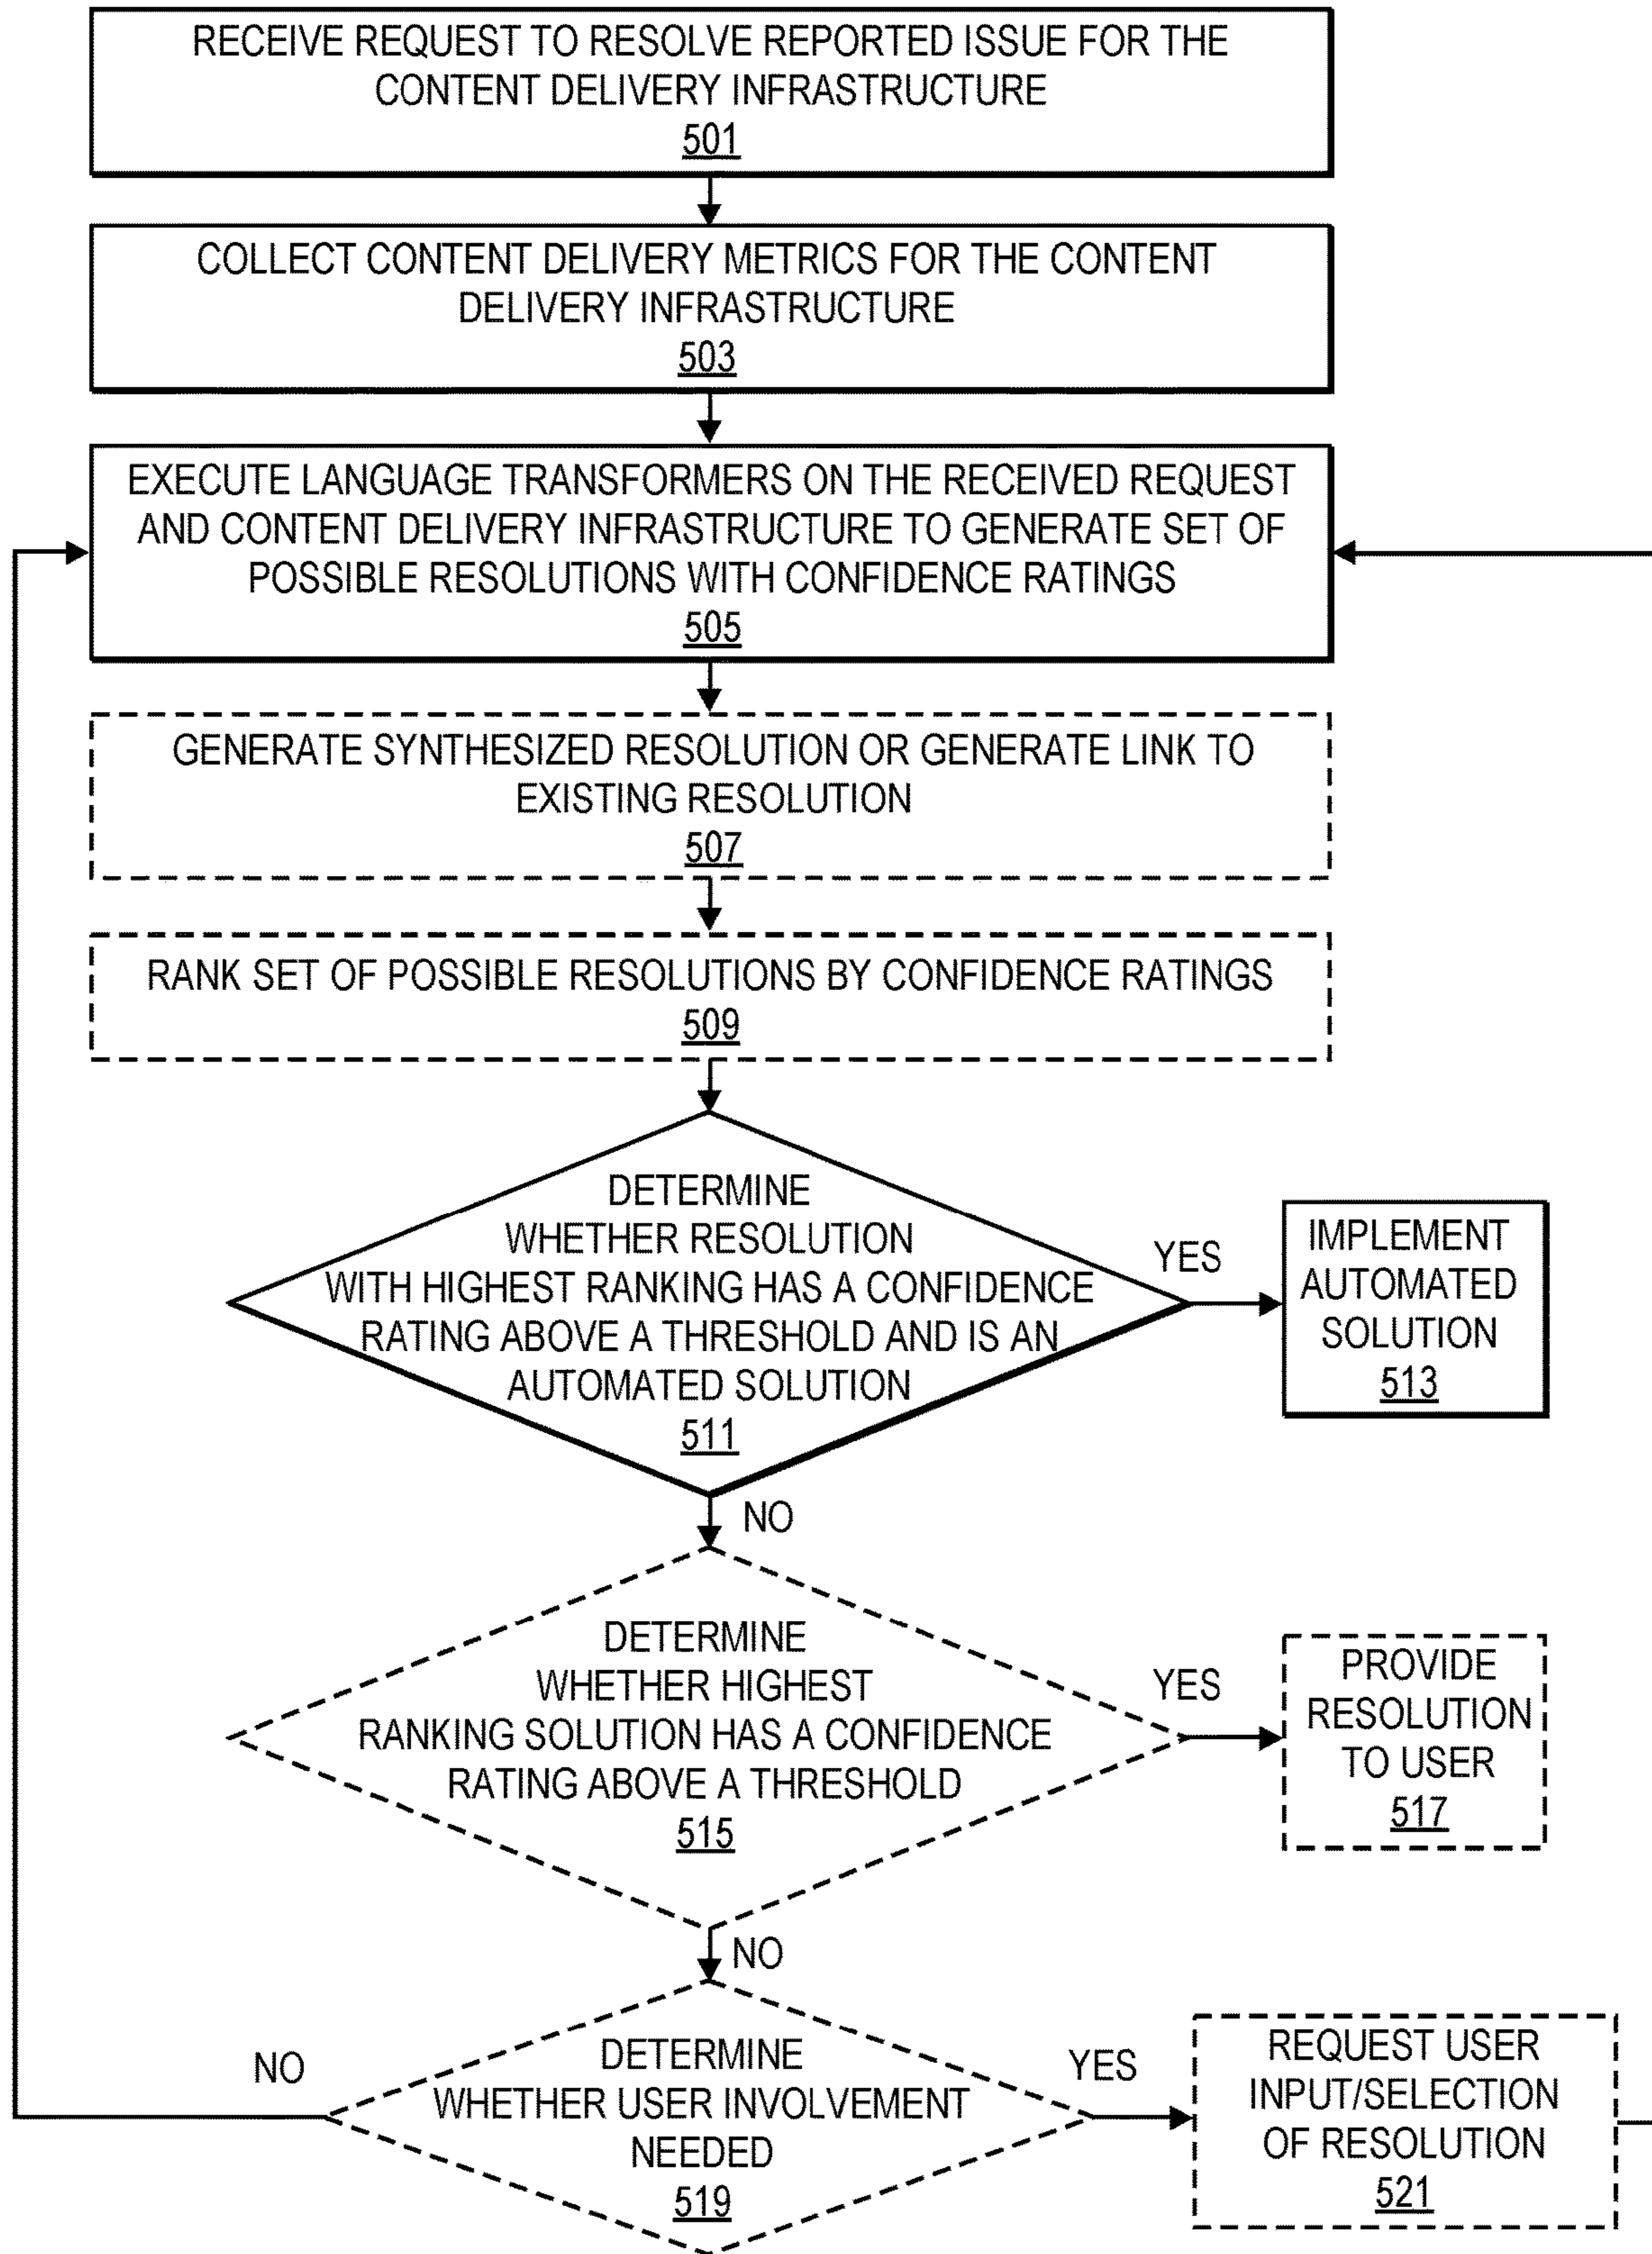 RECEIVE REQUEST TO RESOLVE REPORTED ISSUE FOR THE
CONTENT DELIVERY INFRASTRUCTURE
501
COLLECT CONTENT DELIVERY METRICS FOR THE CONTENT
DELIVERY INFRASTRUCTURE
503
EXECUTE LANGUAGE TRANSFORMERS ON THE RECEIVED REQUEST
AND CONTENT DELIVERY INFRASTRUCTURE TO GENERATE SET OF
POSSIBLE RESOLUTIONS WITH CONFIDENCE RATINGS
505
GENERATE SYNTHESIZED RESOLUTION OR GENERATE LINK TO
EXISTING RESOLUTION
507
RANK SET OF POSSIBLE RESOLUTIONS BY CONFIDENCE RATINGS
509
DETERMINE
WHETHER RESOLUTION
WITH HIGHEST RANKING HAS A CONFIDENCE
RATING ABOVE A THRESHOLD AND IS AN
AUTOMATED SOLUTION
511
YES
IMPLEMENT
AUTOMATED
SOLUTION
513
NO
DETERMINE
WHETHER HIGHEST
RANKING SOLUTION HAS A CONFIDENCE
RATING ABOVE A THRESHOLD
515
YES
PROVIDE
RESOLUTION
TO USER
517
NO
DETERMINE
WHETHER USER INVOLVEMENT
NEEDED
519
NO
YES
REQUEST USER
INPUT/SELECTION
OF RESOLUTION
521